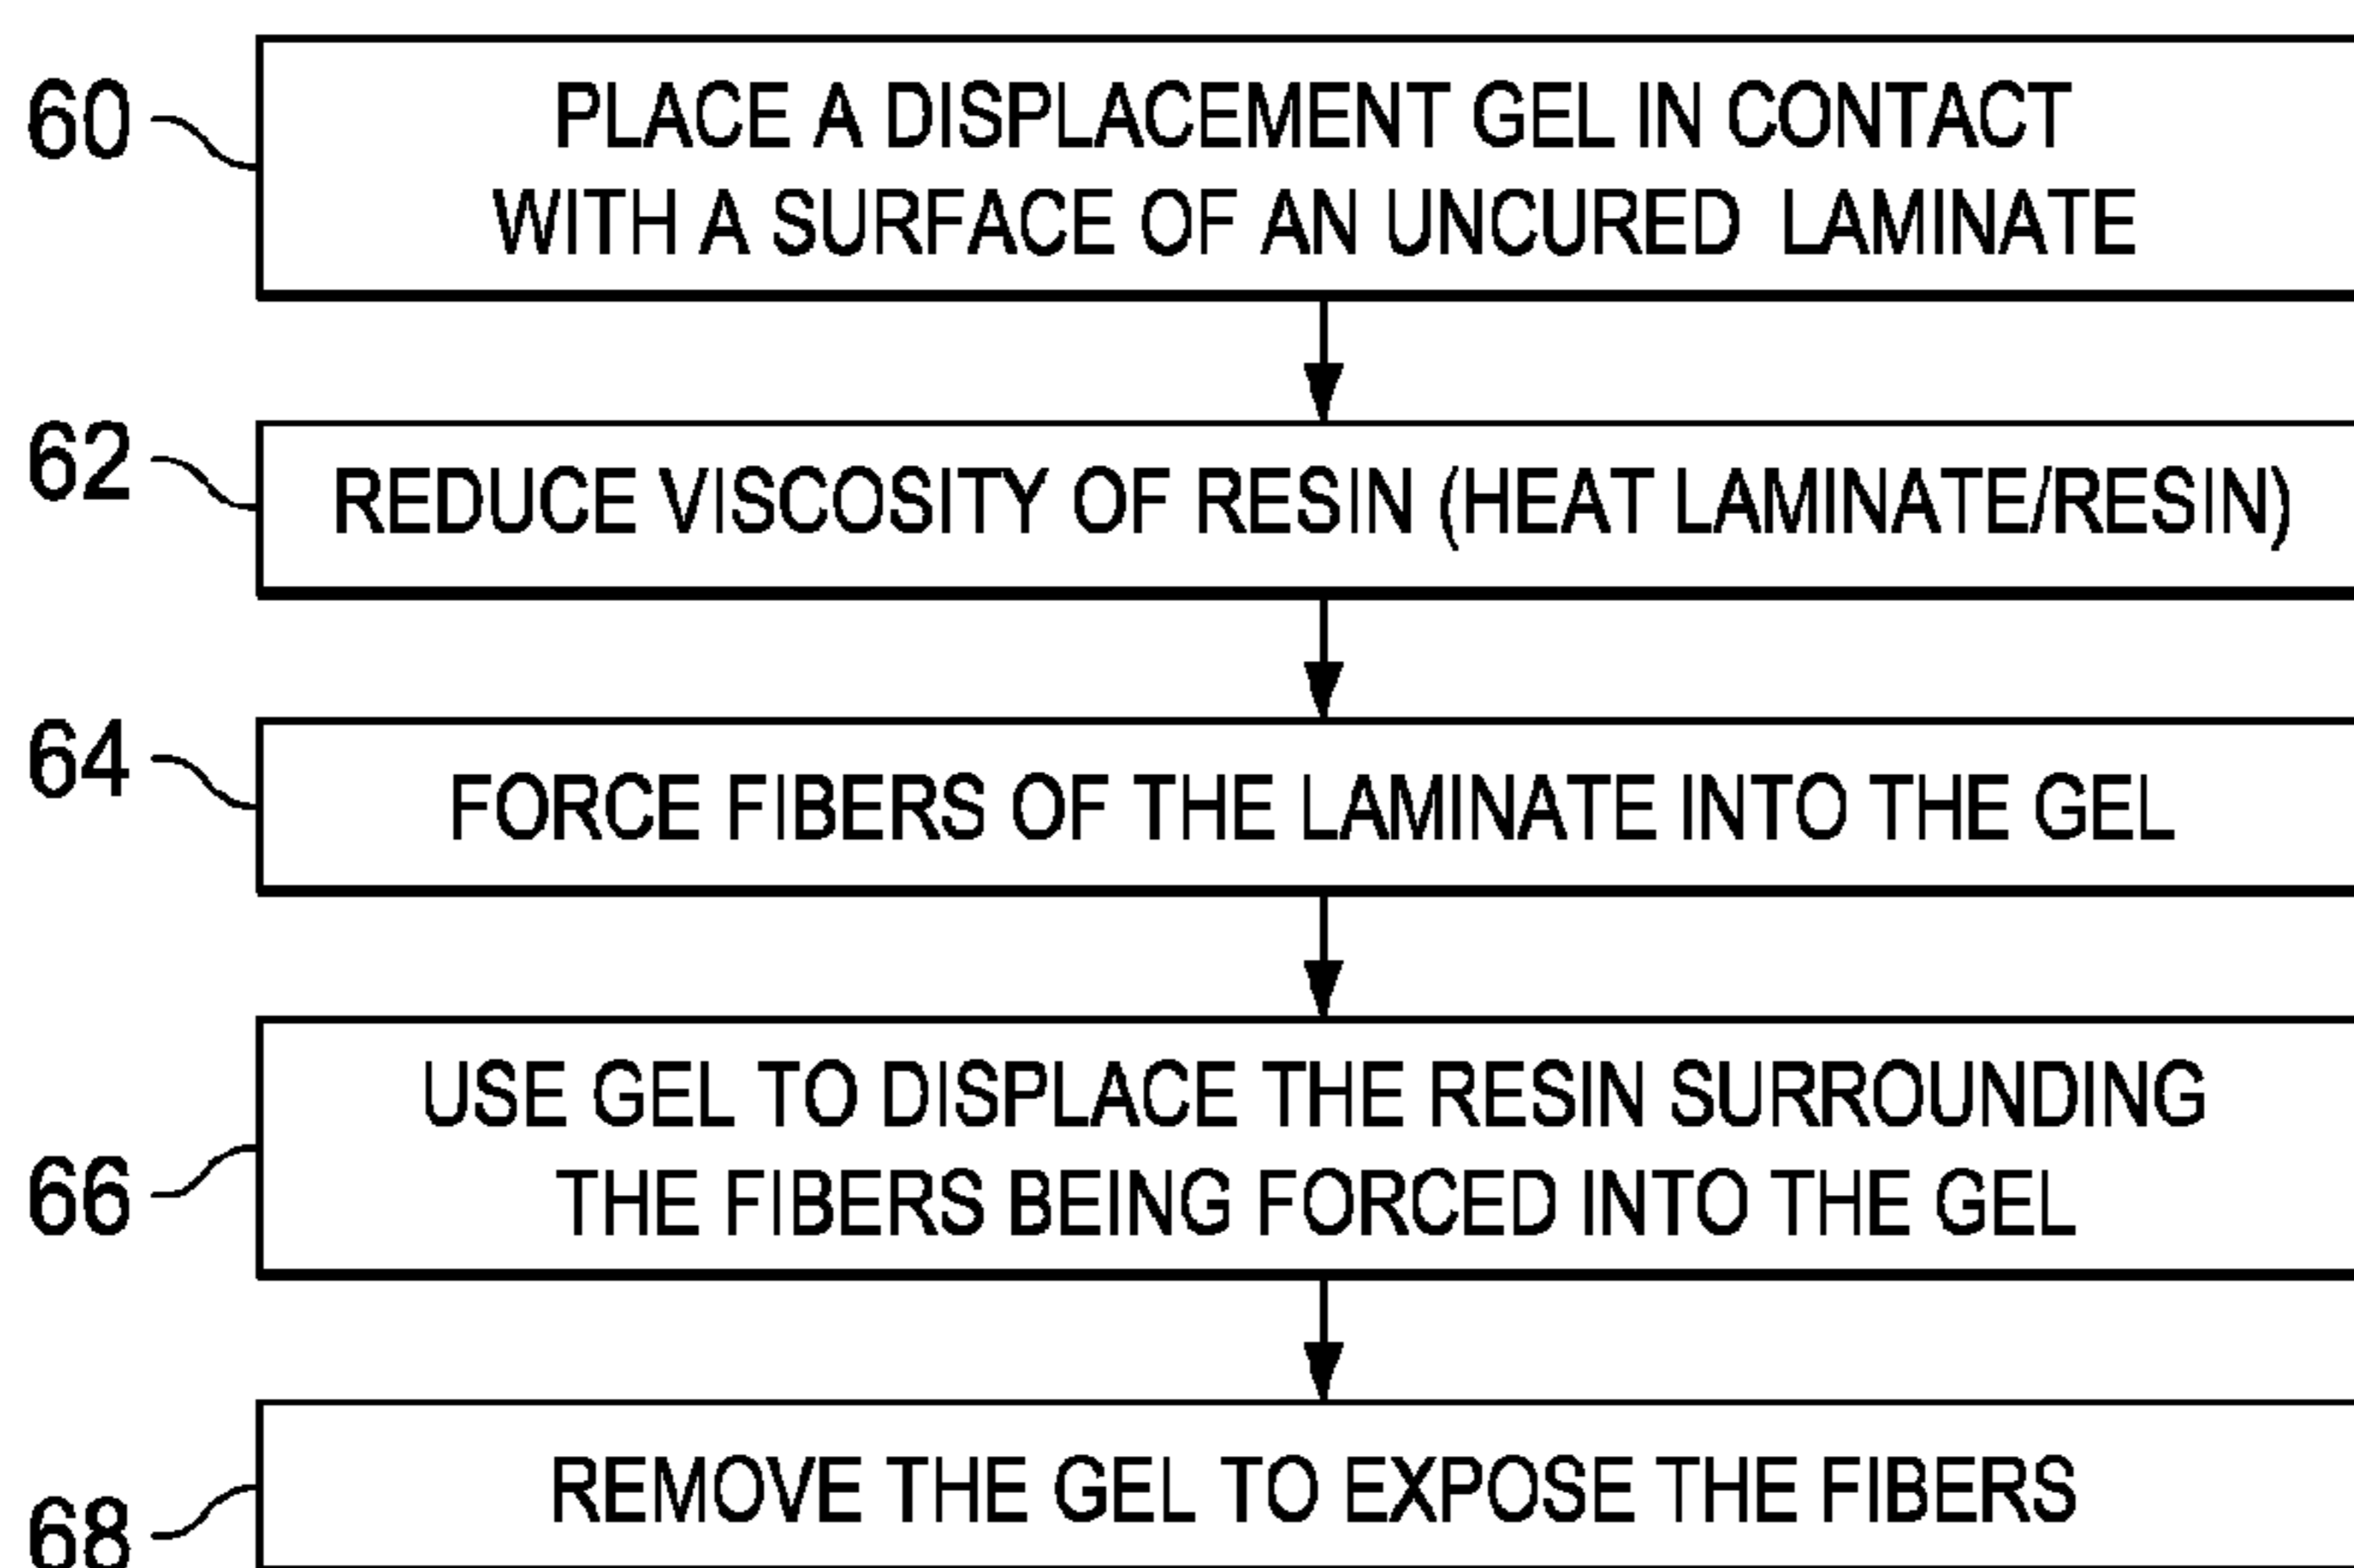 60
PLACE A DISPLACEMENT GEL IN CONTACT
WITH A SURFACE OF AN UNCURED LAMINATE
62
REDUCE VISCOSITY OF RESIN (HEAT LAMINATE/RESIN)
64
FORCE FIBERS OF THE LAMINATE INTO THE GEL
66
USE GEL TO DISPLACE THE RESIN SURROUNDING
THE FIBERS BEING FORCED INTO THE GEL
68
REMOVE THE GEL TO EXPOSE THE FIBERS